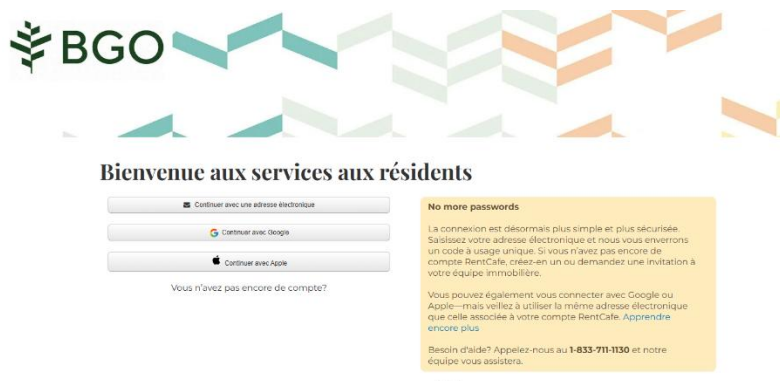 BGO
Bienvenue aux services aux résidents
Continuer avec une adresse électronique
Continuer avec Google
Continuer avec Apple
Vous n'avez pas encore de compte?
No more passwords
La connexion est désormais plus simple et plus sécurisée.
Saisissez votre adresse électronique et nous vous enverrons
un code à usage unique. Si vous n'avez pas encore de
compte RentCafe, créez-en un ou demandez une invitation à
votre équipe immobilière.
Vous pouvez également vous connecter avec Google ou
Apple—mais veillez à utiliser la même adresse électronique
que celle associée à votre compte RentCafe. Apprendre
encore plus
Besoin d'aide? Appelez-nous au 1-833-711-1130 et notre
équipe vous assistera.